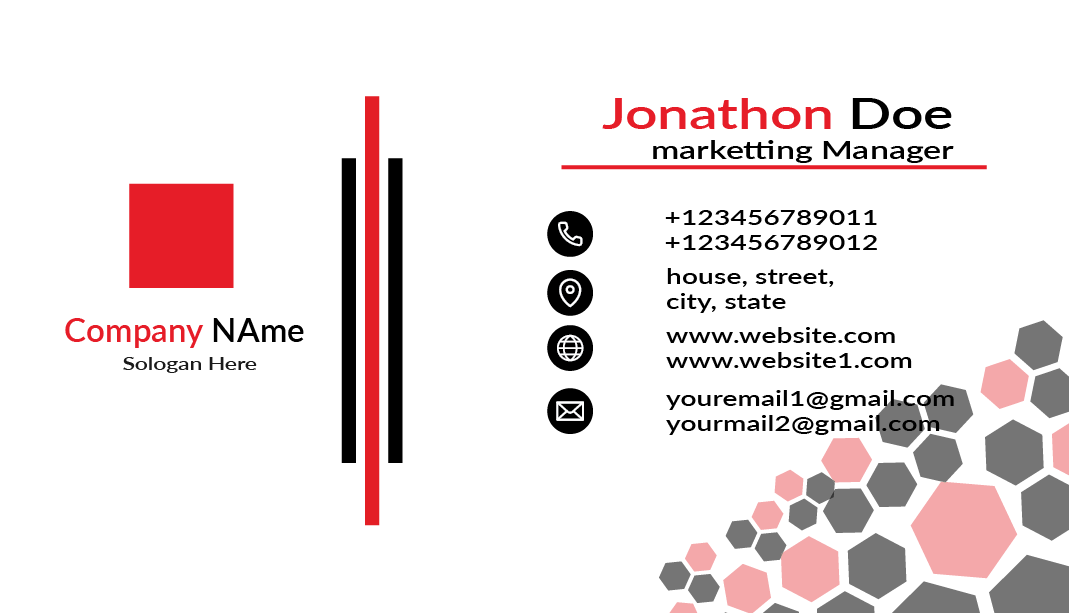 Company NAme
Sologan Here
Jonathon Doe
marketting Manager
+123456789011
+123456789012
house, street,
city, state
www.website.com
www.website1.com
youremail1@gmail.com
yourmail2@gmail.com